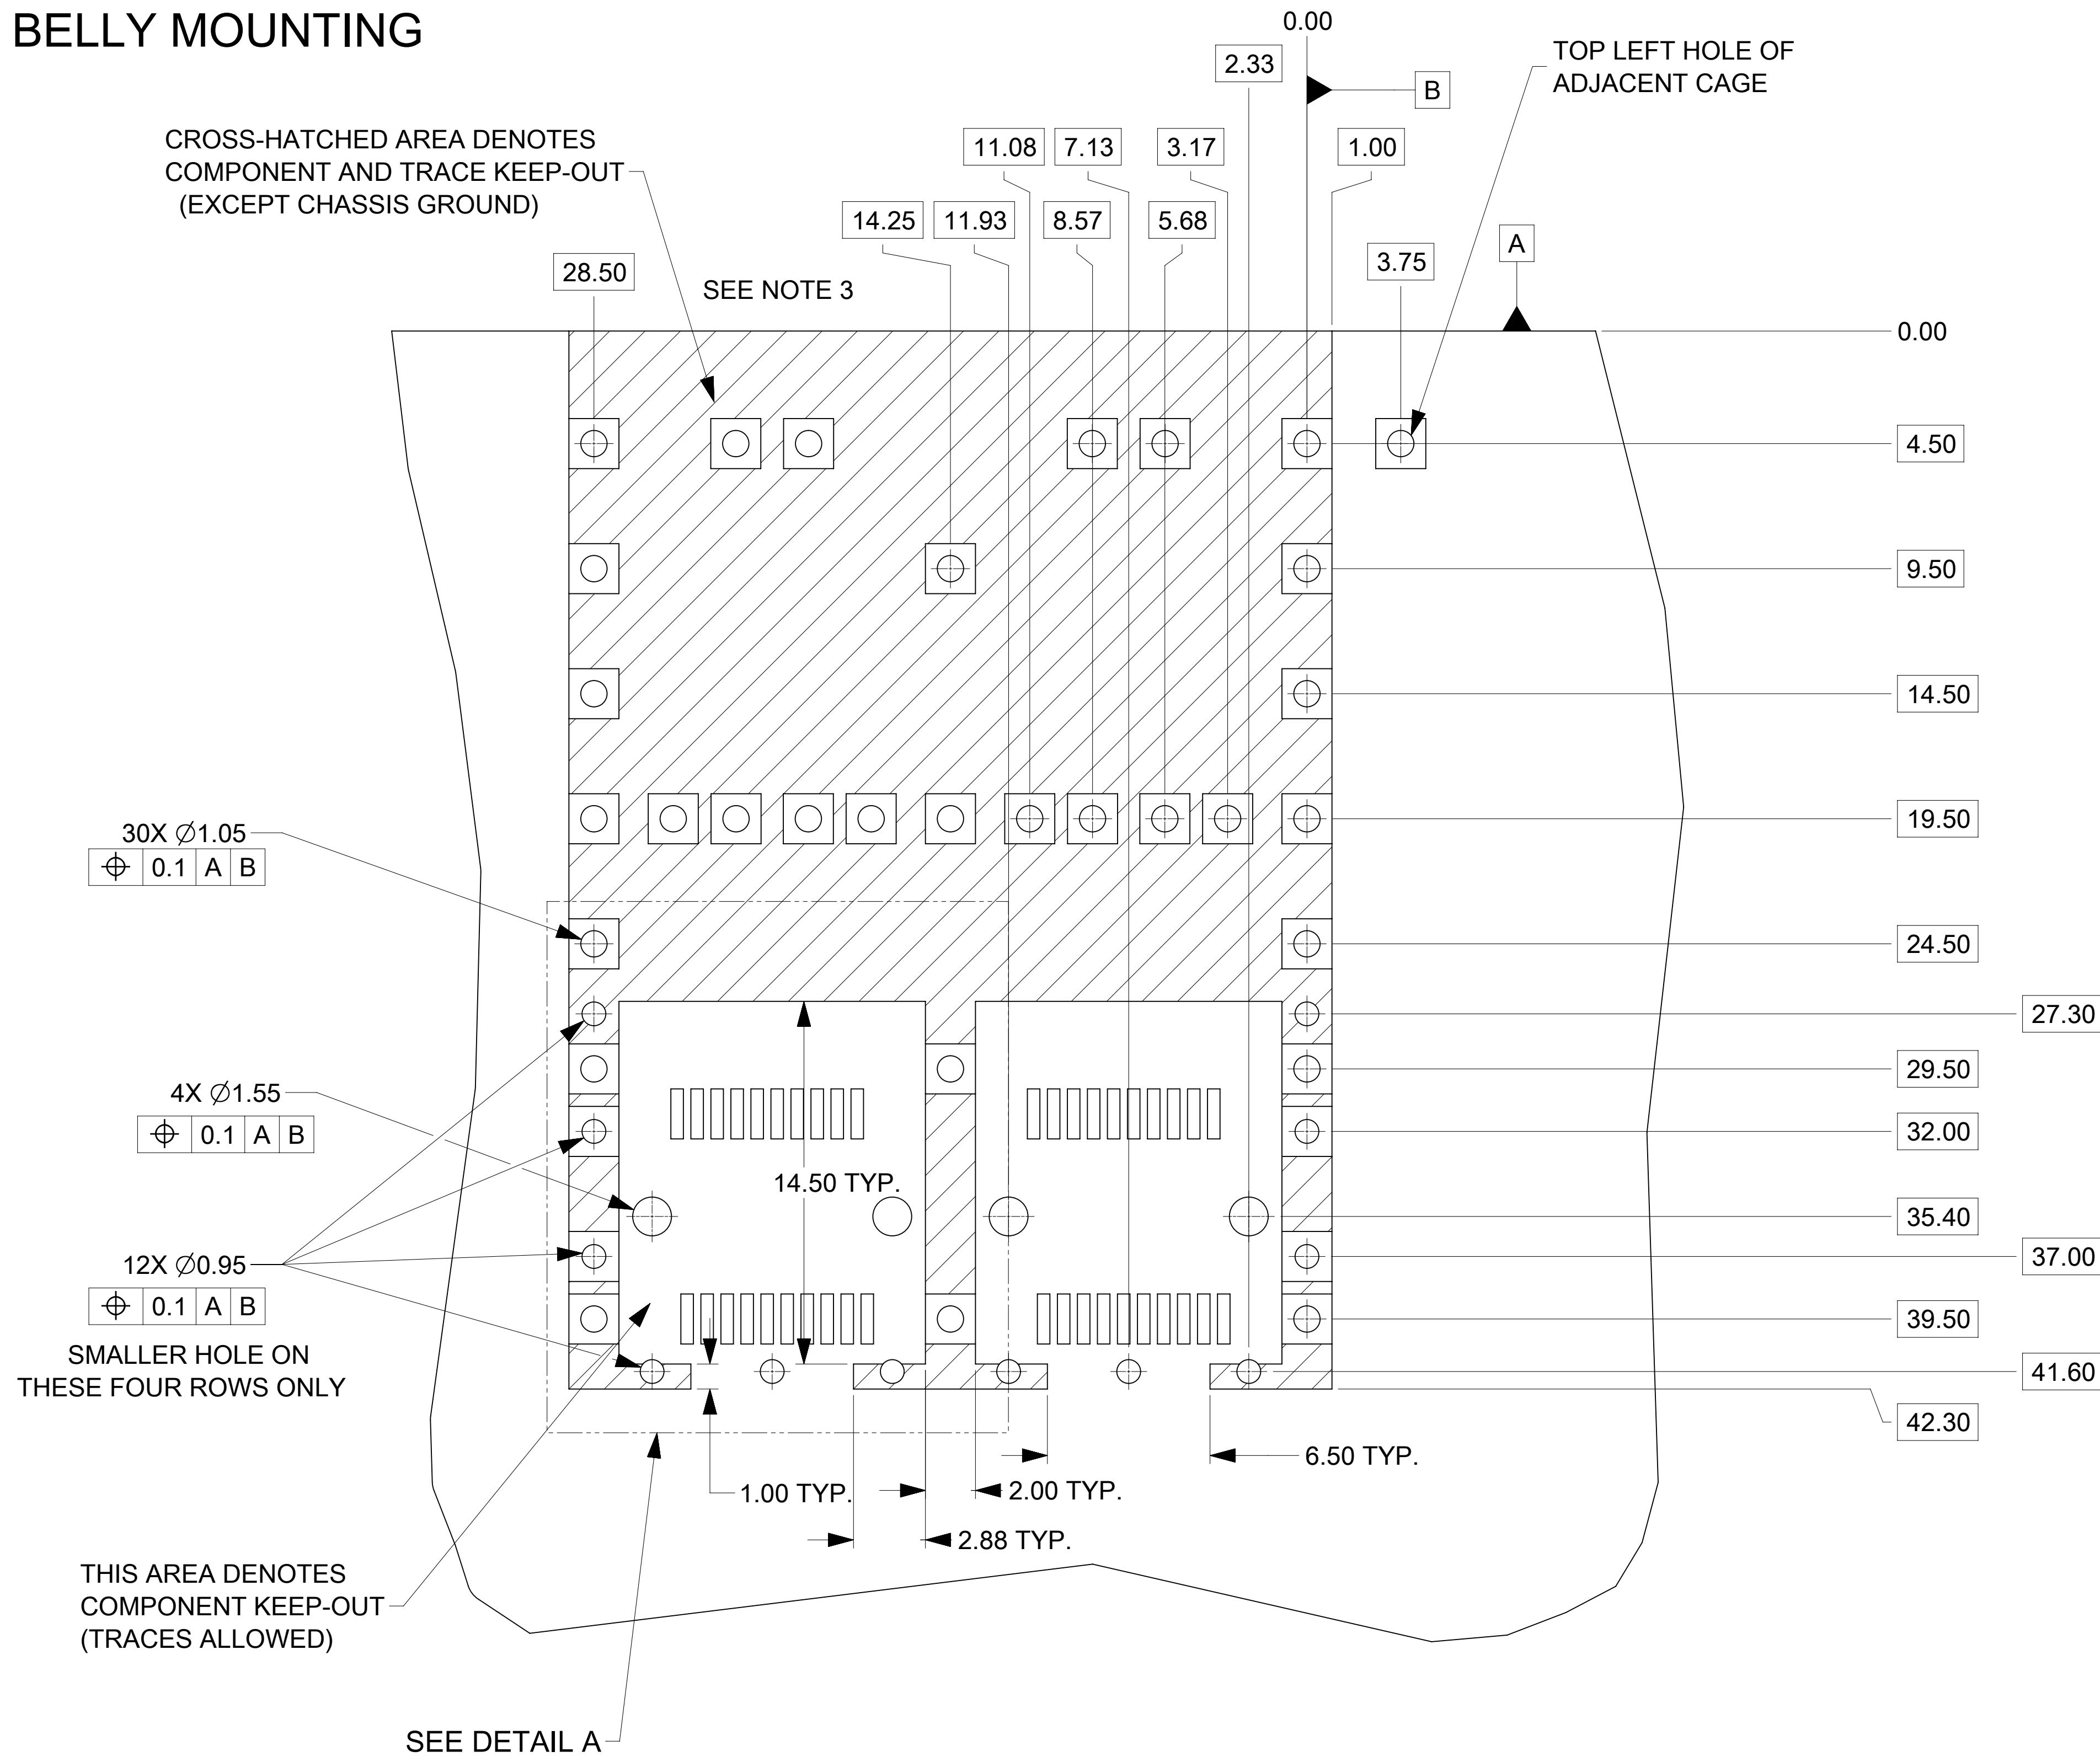 BELLY MOUNTING
0.00
2.33
B
TOP LEFT HOLE OF
ADJACENT CAGE
CROSS-HATCHED AREA DENOTES
COMPONENT AND TRACE KEEP-OUT
(EXCEPT CHASSIS GROUND)
11.08
7.13
3.17
1.00
14.25
11.93
8.57
5.68
A
3.75
28.50
SEE NOTE 3
0.00
4.50
9.50
14.50
19.50
30X ∅1.05
⌖ 0.1 A B
24.50
27.30
29.50
4X ∅1.55
⌖ 0.1 A B
32.00
14.50 TYP.
35.40
37.00
12X ∅0.95
⌖ 0.1 A B
SMALLER HOLE ON
THESE FOUR ROWS ONLY
39.50
41.60
42.30
6.50 TYP.
1.00 TYP.
2.00 TYP.
2.88 TYP.
THIS AREA DENOTES
COMPONENT KEEP-OUT
(TRACES ALLOWED)
SEE DETAIL A